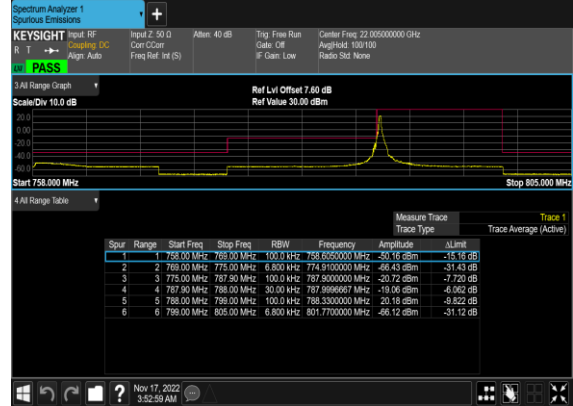 Spectrum Analyzer 1
Spurious Emissions
KEYSIGHT Input: RF Input Z: 50 Ω Atten: 40 dB Trig: Free Run Center Freq: 22.005000000 GHz
R T Coupling: DC Corr CCorr Gate: Off Avg|Hold: 100/100
Align: Auto Freq Ref: Int (S) IF Gain: Low Radio Std: None
PASS
3 All Range Graph
Ref Lvl Offset 7.60 dB
Scale/Div 10.0 dB Ref Value 30.00 dBm
20.0
0.00
-20.0
-40.0
-60.0
Start 758.000 MHz Stop 805.000 MHz
4 All Range Table
Measure Trace Trace 1
Trace Type Trace Average (Active)
Spur Range Start Freq Stop Freq RBW Frequency Amplitude ΔLimit
1 1 758.00 MHz 769.00 MHz 100.0 kHz 758.6050000 MHz -50.16 dBm -15.16 dB
2 2 769.00 MHz 775.00 MHz 6.800 kHz 774.9100000 MHz -66.43 dBm -31.43 dB
3 3 775.00 MHz 787.90 MHz 100.0 kHz 787.9000000 MHz -20.72 dBm -7.720 dB
4 4 787.90 MHz 788.00 MHz 30.00 kHz 787.9996667 MHz -19.06 dBm -6.062 dB
5 5 788.00 MHz 799.00 MHz 100.0 kHz 788.3300000 MHz 20.18 dBm -9.822 dB
6 6 799.00 MHz 805.00 MHz 6.800 kHz 801.7700000 MHz -66.12 dBm -31.12 dB
? Nov 17, 2022
3:52:59 AM